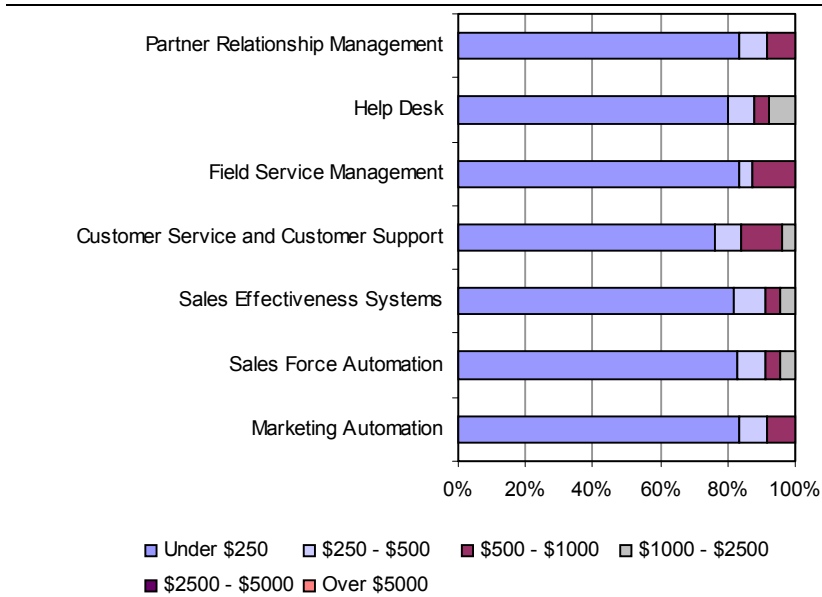 Partner Relationship Management
Help Desk
Field Service Management
Customer Service and Customer Support
Sales Effectiveness Systems
Sales Force Automation
Marketing Automation
0% 20% 40% 60% 80% 100%
Under $250 $250 - $500 $500 - $1000 $1000 - $2500
$2500 - $5000 Over $5000